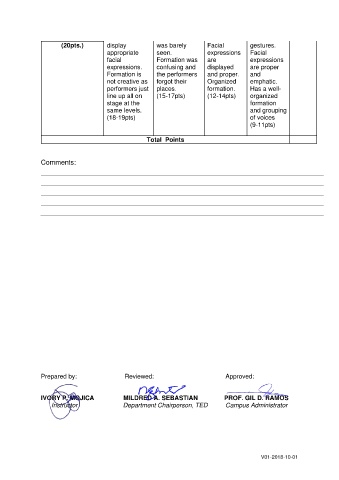 (20pts.)
display
appropriate
facial
expressions.
Formation is
not creative as
performers just
line up all on
stage at the
same levels.
(18-19pts)
was barely
seen.
Formation was
confusing and
the performers
forgot their
places.
(15-17pts)
Facial
expressions
are
displayed
and proper.
Organized
formation.
(12-14pts)
gestures.
Facial
expressions
are proper
and
emphatic.
Has a well-
organized
formation
and grouping
of voices
(9-11pts)
Total Points
Comments:
Prepared by:
Reviewed:
Approved:
IVORY P. MOJICA
MILDRED A. SEBASTIAN
PROF. GIL D. RAMOS
Instructor
Department Chairperson, TED
Campus Administrator
V01-2018-10-01